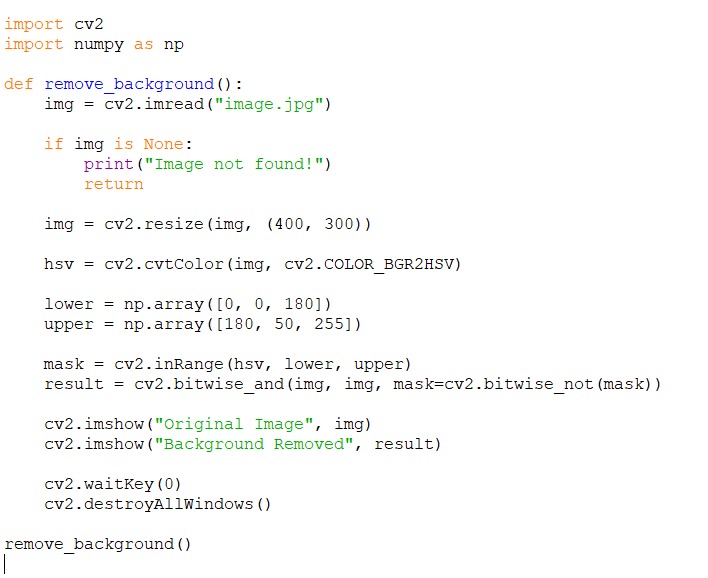 import cv2
import numpy as np
def remove_background():
    img = cv2.imread("image.jpg")
    if img is None:
        print("Image not found!")
        return
    img = cv2.resize(img, (400, 300))
    hsv = cv2.cvtColor(img, cv2.COLOR_BGR2HSV)
    lower = np.array([0, 0, 180])
    upper = np.array([180, 50, 255])
    mask = cv2.inRange(hsv, lower, upper)
    result = cv2.bitwise_and(img, img, mask=cv2.bitwise_not(mask))
    cv2.imshow("Original Image", img)
    cv2.imshow("Background Removed", result)
    cv2.waitKey(0)
    cv2.destroyAllWindows()
remove_background()